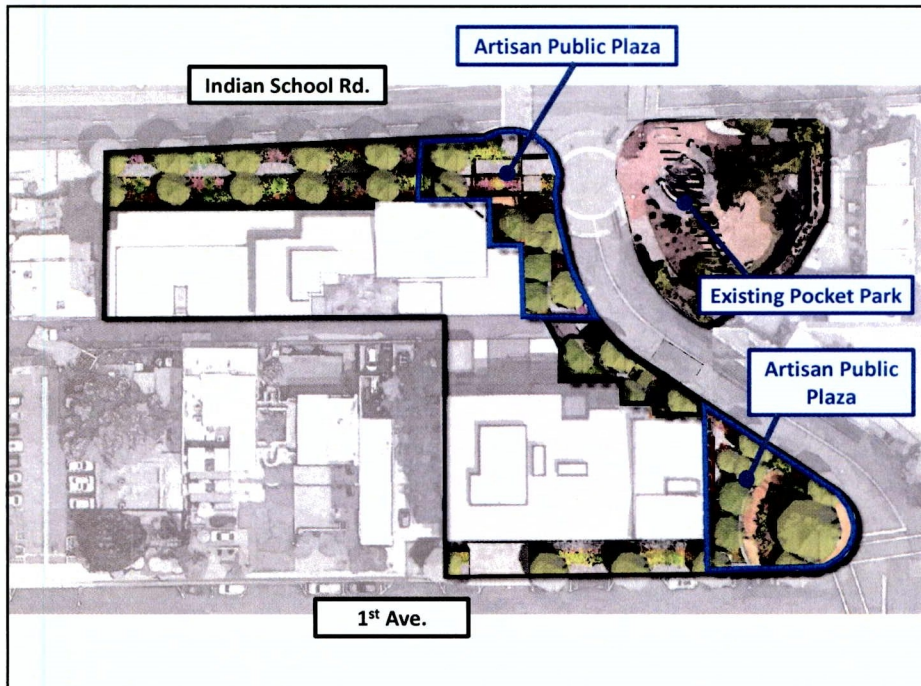 Artisan Public Plaza
Indian School Rd.
Existing Pocket Park
Artisan Public
Plaza
1st Ave.